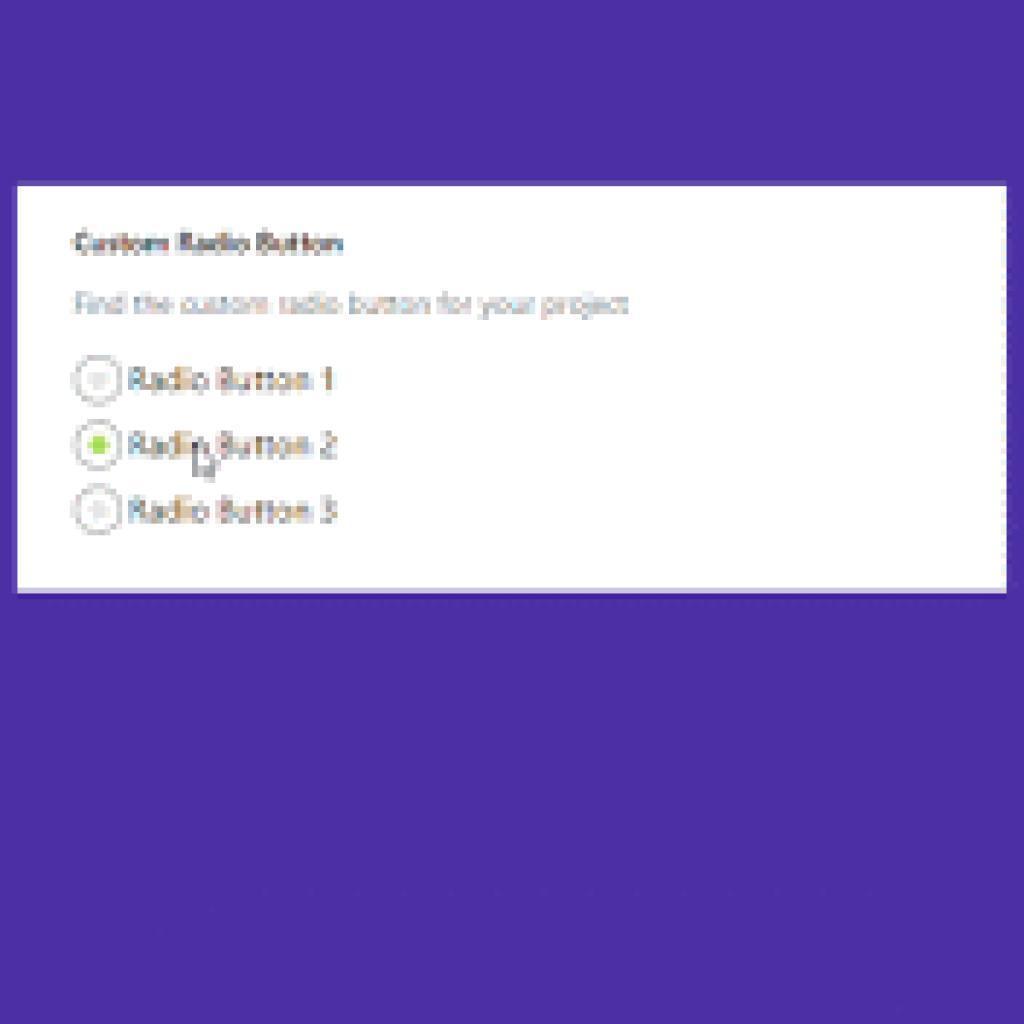 Custom Radio Button
Find the custom radio button for your project
Radio Button 1
Radio Button 2
Radio Button 3